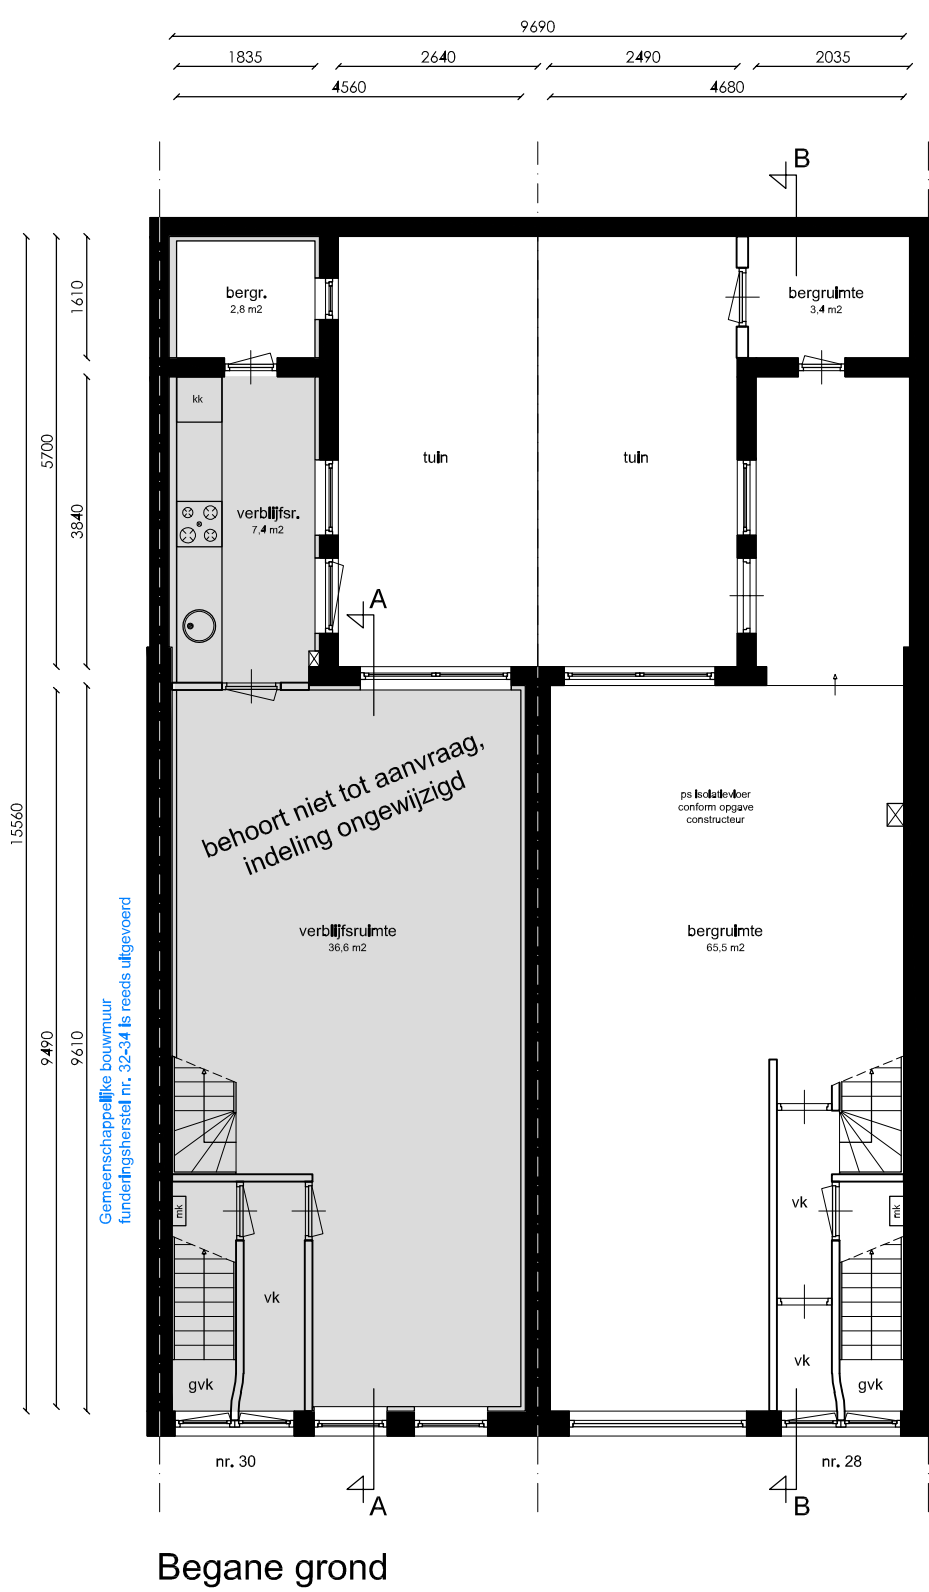 9690
1835
2640
2490
2035
4560
4680
B
1610
bergr.
2,8 m2
bergruimte
3,4 m2
kk
5700
3840
tuin
tuin
verblijfsr.
7,4 m2
A
behoort niet tot aanvraag,
indeling ongewijzigd
ps isolatievloer
conform opgave
constructeur
15560
verblijfsruimte
36,6 m2
bergruimte
65,5 m2
Gemeenschappelijke bouwmuur
funderingsherstel nr. 32-34 is reeds uitgevoerd
9490
9610
mk
vk
mk
vk
vk
gvk
gvk
nr. 30
nr. 28
A
B
Begane grond